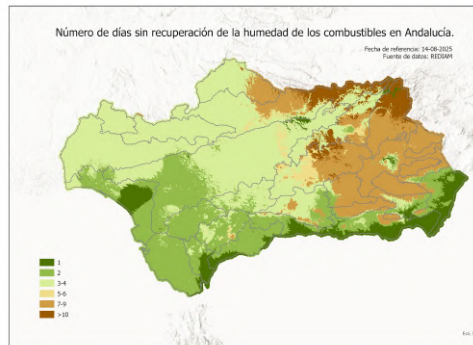 Número de días sin recuperación de la humedad de los combustibles en Andalucía.
Fecha de referencia: 14-08-2025
Fuente de datos: REDIAM
1
2
3-4
5-6
7-9
>10